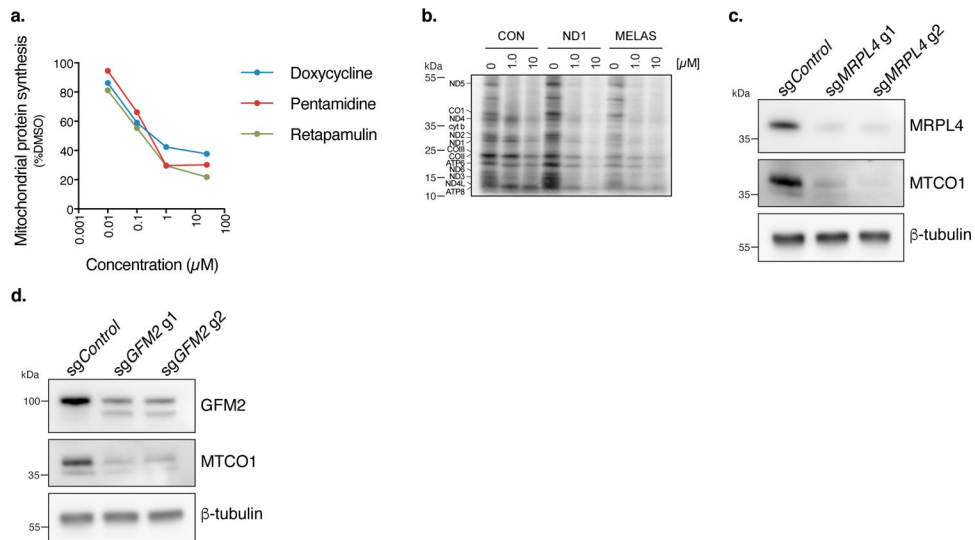 a.
Mitochondrial protein synthesis
(%DMSO)
100
80
60
40
20
0
0.001
0.01
0.1
1
10
100
Concentration (µM)
Doxycycline
Pentamidine
Retapamulin
b.
CON ND1 MELAS
0 1.0 10 0 1.0 10 0 1.0 10 [µM]
kDa
55
ND5
CO1
ND4
35
cyt b
ND2
ND1
25
COIII
COII
ATP6
ND6
15
ND3
ND4L
10
ATP8
c.
sgControl
sgMRPL4 g1
sgMRPL4 g2
kDa
MRPL4
35
MTCO1
35
β-tubulin
55
d.
sgControl
sgGFM2 g1
sgGFM2 g2
kDa
100
GFM2
MTCO1
35
β-tubulin
55